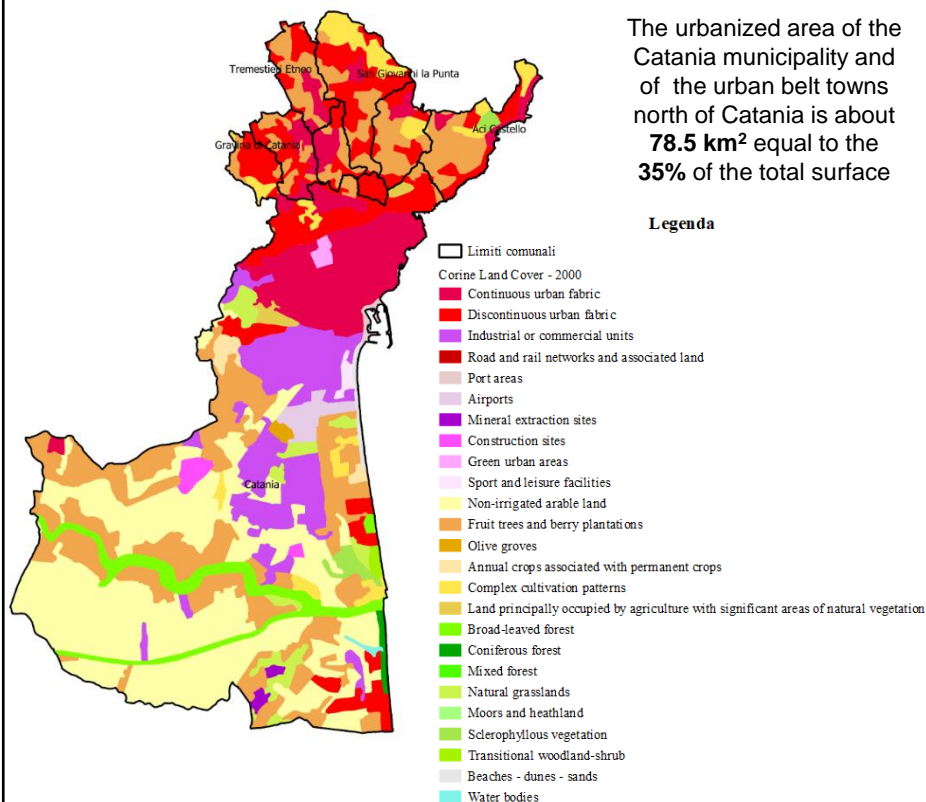 The urbanized area of the
Catania municipality and
of the urban belt towns
north of Catania is about
78.5 km² equal to the
35% of the total surface
Tremestieri Etneo
San Giovanni la Punta
Aci Castello
Gravina di Catania
Catania
Legenda
Limiti comunali
Corine Land Cover - 2000
Continuous urban fabric
Discontinuous urban fabric
Industrial or commercial units
Road and rail networks and associated land
Port areas
Airports
Mineral extraction sites
Construction sites
Green urban areas
Sport and leisure facilities
Non-irrigated arable land
Fruit trees and berry plantations
Olive groves
Annual crops associated with permanent crops
Complex cultivation patterns
Land principally occupied by agriculture with significant areas of natural vegetation
Broad-leaved forest
Coniferous forest
Mixed forest
Natural grasslands
Moors and heathland
Sclerophyllous vegetation
Transitional woodland-shrub
Beaches - dunes - sands
Water bodies